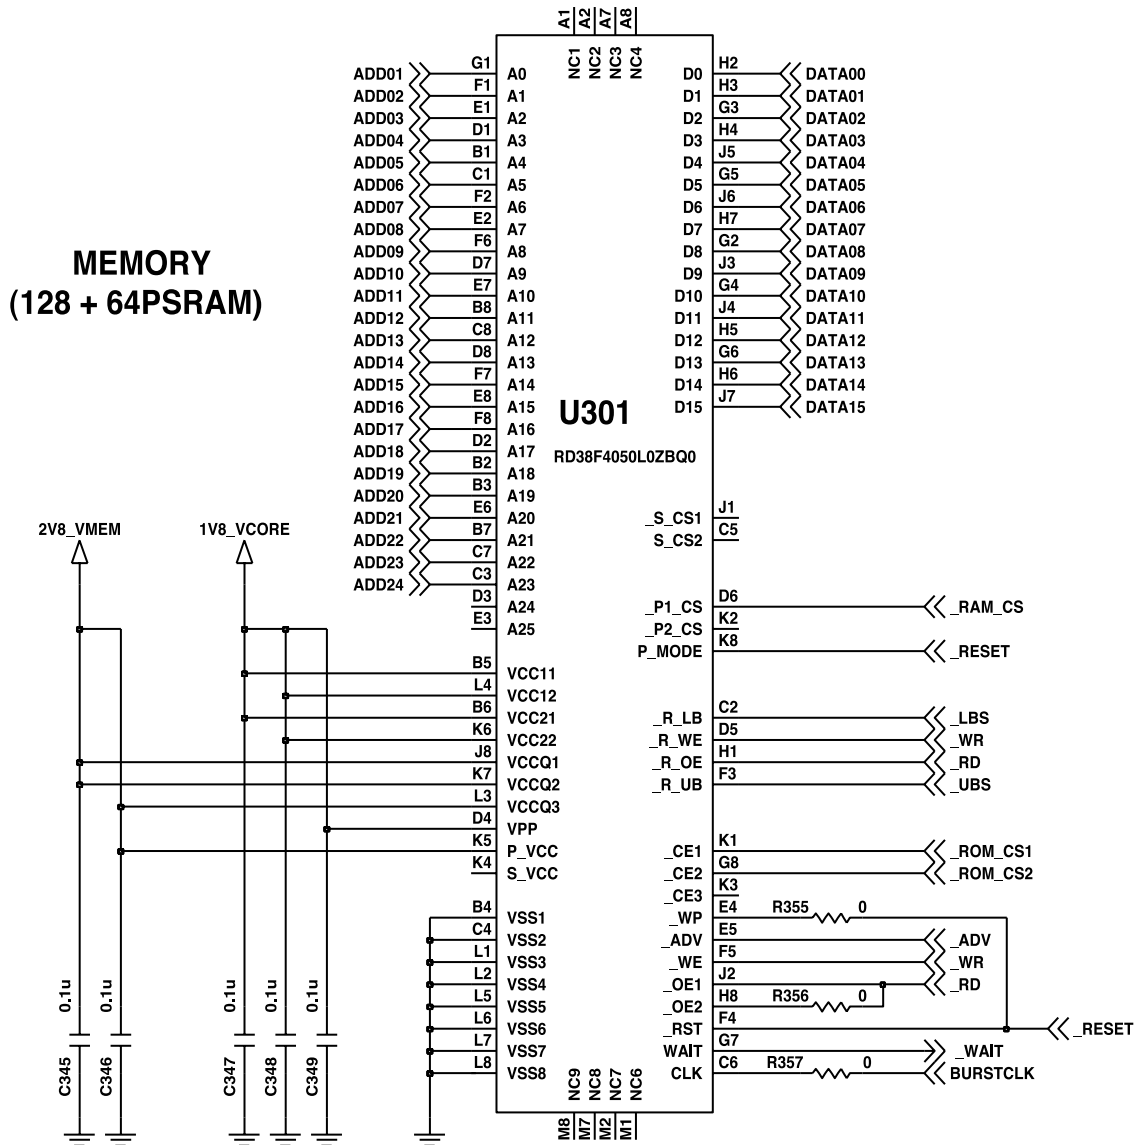 A1 A2 A7 A8
NC1 NC2 NC3 NC4
MEMORY
(128 + 64PSRAM)
U301
RD38F4050L0ZBQ0
ADD01 G1 A0
ADD02 F1 A1
ADD03 E1 A2
ADD04 D1 A3
ADD05 B1 A4
ADD06 C1 A5
ADD07 F2 A6
ADD08 E2 A7
ADD09 F6 A8
ADD10 D7 A9
ADD11 E7 A10
ADD12 B8 A11
ADD13 C8 A12
ADD14 D8 A13
ADD15 F7 A14
ADD16 E8 A15
ADD17 F8 A16
ADD18 D2 A17
ADD19 B2 A18
ADD20 B3 A19
ADD21 E6 A20
ADD22 B7 A21
ADD23 C7 A22
ADD24 C3 A23
D3 A24
E3 A25
2V8_VMEM
1V8_VCORE
B5 VCC11
L4 VCC12
B6 VCC21
K6 VCC22
J8 VCCQ1
K7 VCCQ2
L3 VCCQ3
D4 VPP
K5 P_VCC
K4 S_VCC
B4 VSS1
C4 VSS2
L1 VSS3
L2 VSS4
L5 VSS5
L6 VSS6
L7 VSS7
L8 VSS8
0.1u 0.1u 0.1u 0.1u 0.1u
C345 C346 C347 C348 C349
D0 H2 DATA00
D1 H3 DATA01
D2 G3 DATA02
D3 H4 DATA03
D4 J5 DATA04
D5 G5 DATA05
D6 J6 DATA06
D7 H7 DATA07
D8 G2 DATA08
D9 J3 DATA09
D10 G4 DATA10
D11 J4 DATA11
D12 H5 DATA12
D13 G6 DATA13
D14 H6 DATA14
D15 J7 DATA15
_S_CS1 J1
S_CS2 C5
_P1_CS D6 _RAM_CS
_P2_CS K2
P_MODE K8 _RESET
_R_LB C2 _LBS
_R_WE D5 _WR
_R_OE H1 _RD
_R_UB F3 _UBS
_CE1 K1 _ROM_CS1
_CE2 G8 _ROM_CS2
_CE3 K3
_WP E4 R355 0
_ADV E5 _ADV
_WE F5 _WR
_OE1 J2 _RD
_OE2 H8 R356 0
_RST F4 _RESET
WAIT G7 _WAIT
CLK C6 R357 0 BURSTCLK
NC9 NC8 NC7 NC6
M8 M7 M2 M1